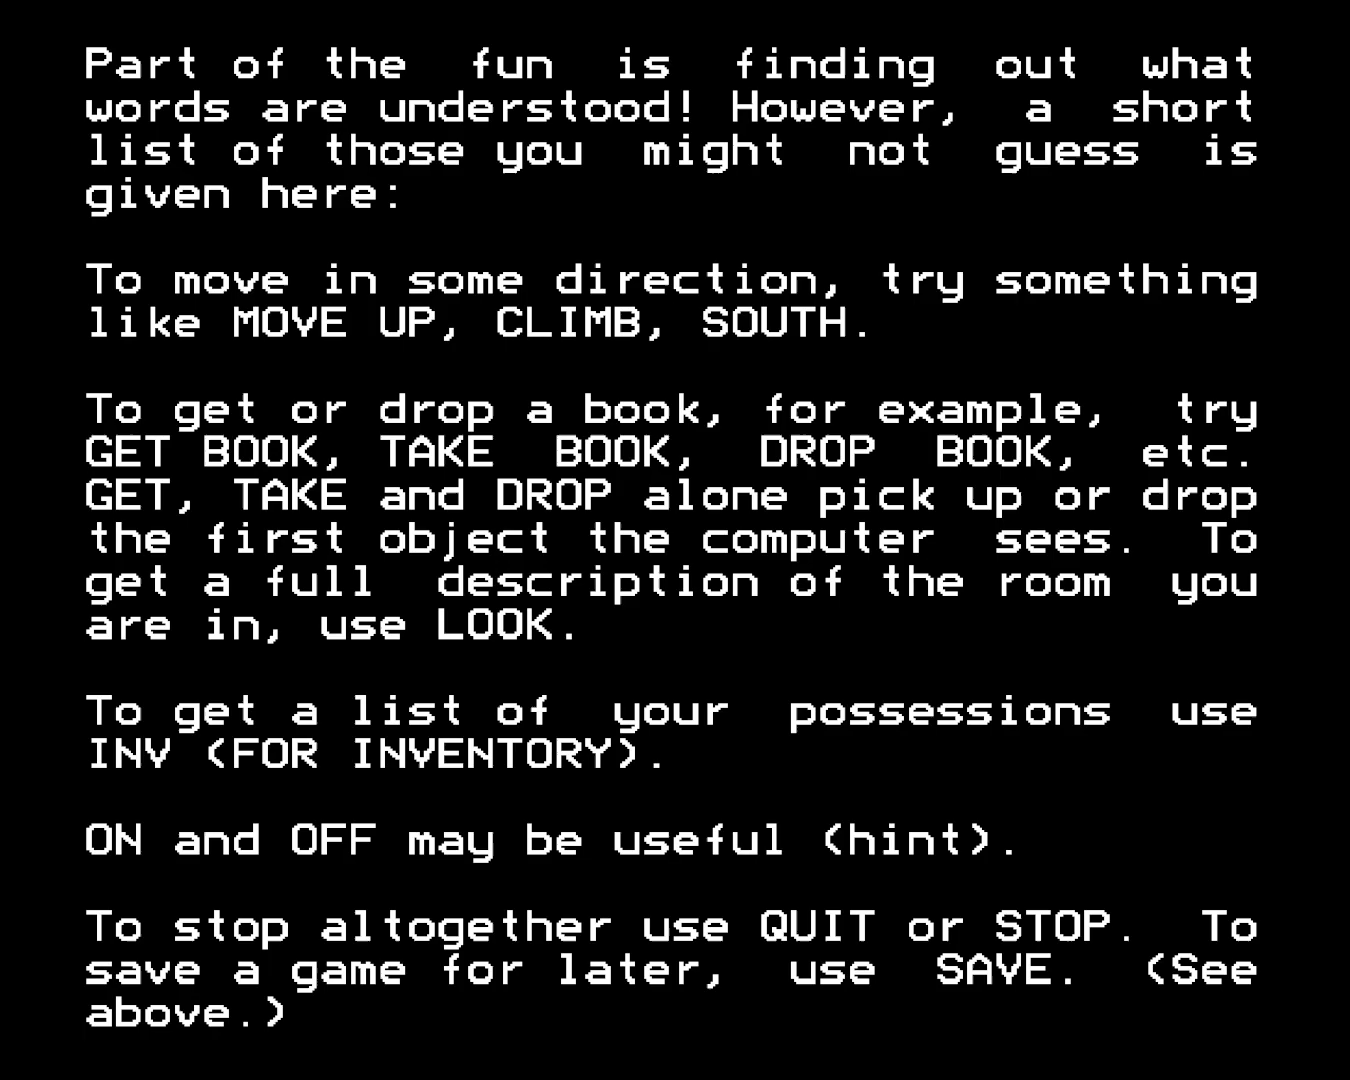 Part of the fun is finding out what
words are understood! However, a short
list of those you might not guess is
given here:
To move in some direction, try something
like MOVE UP, CLIMB, SOUTH.
To get or drop a book, for example, try
GET BOOK, TAKE BOOK, DROP BOOK, etc.
GET, TAKE and DROP alone pick up or drop
the first object the computer sees. To
get a full description of the room you
are in, use LOOK.
To get a list of your possessions use
INV (FOR INVENTORY).
ON and OFF may be useful (hint).
To stop altogether use QUIT or STOP. To
save a game for later, use SAVE. (See
above.)